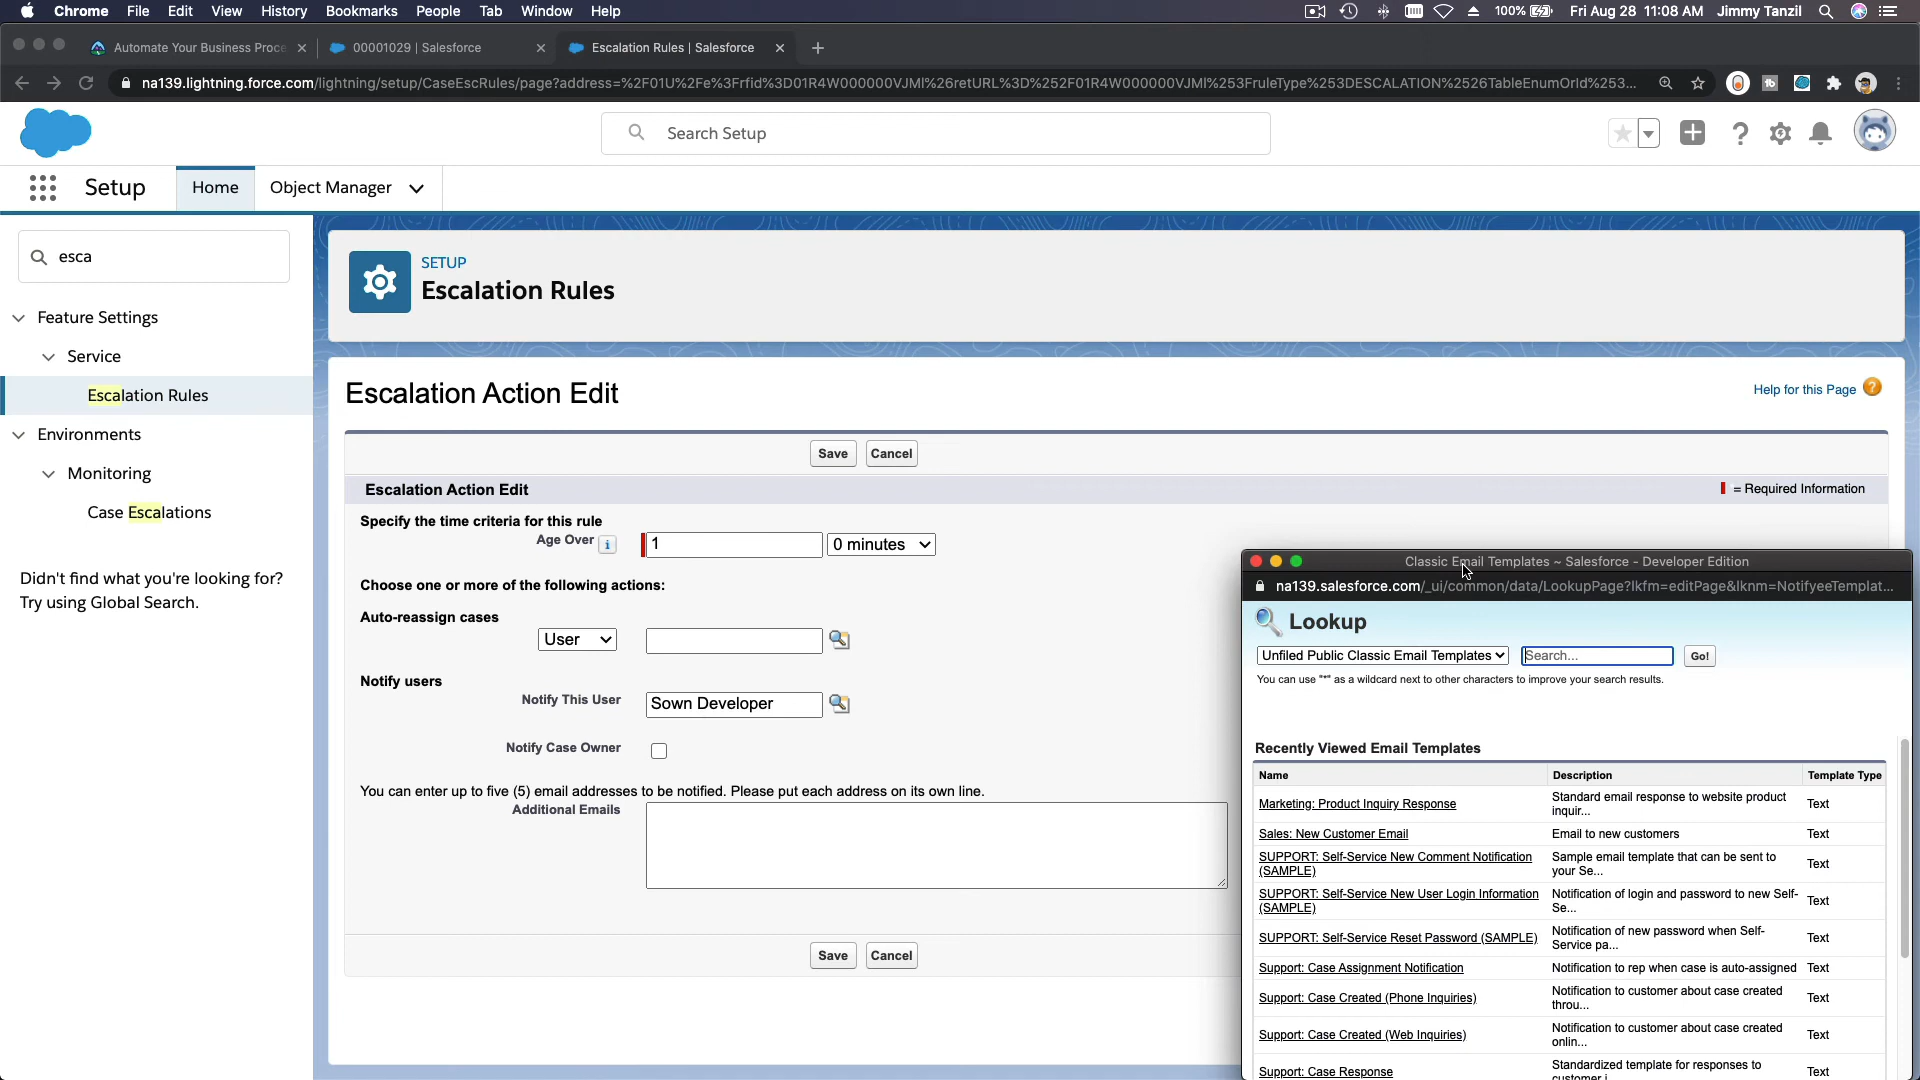 Chrome File Edit View History Bookmarks People Tab Window Help
100% Fri Aug 28 11:08 AM Jimmy Tanzil
Automate Your Business Proce
00001029 | Salesforce
Escalation Rules | Salesforce
na139.lightning.force.com/lightning/setup/CaseEscRules/page?address=%2F01U%2Fe%3Frfid%3D01R4W000000VJMl%26retURL%3D%252F01R4W000000VJMl%253FruleType%253DESCALATION%2526TableEnumOrId%253...
Search Setup
Setup
Home
Object Manager
esca
Feature Settings
Service
Escalation Rules
Environments
Monitoring
Case Escalations
Didn't find what you're looking for?
Try using Global Search.
SETUP
Escalation Rules
Escalation Action Edit
Help for this Page
Save Cancel
Escalation Action Edit
= Required Information
Specify the time criteria for this rule
Age Over 1 0 minutes
Choose one or more of the following actions:
Auto-reassign cases
User
Notify users
Notify This User Sown Developer
Notify Case Owner
You can enter up to five (5) email addresses to be notified. Please put each address on its own line.
Additional Emails
Save Cancel
Classic Email Templates ~ Salesforce - Developer Edition
na139.salesforce.com/_ui/common/data/LookupPage?lkfm=editPage&lknm=NotifyeeTemplat...
Lookup
Unfiled Public Classic Email Templates Search... Go!
You can use "*" as a wildcard next to other characters to improve your search results.
Recently Viewed Email Templates
Name Description Template Type
Marketing: Product Inquiry Response Standard email response to website product inquir... Text
Sales: New Customer Email Email to new customers Text
SUPPORT: Self-Service New Comment Notification (SAMPLE) Sample email template that can be sent to your Se... Text
SUPPORT: Self-Service New User Login Information (SAMPLE) Notification of login and password to new Self-Se... Text
SUPPORT: Self-Service Reset Password (SAMPLE) Notification of new password when Self-Service pa... Text
Support: Case Assignment Notification Notification to rep when case is auto-assigned Text
Support: Case Created (Phone Inquiries) Notification to customer about case created throu... Text
Support: Case Created (Web Inquiries) Notification to customer about case created onlin... Text
Support: Case Response Standardized template for responses to customer i... Text